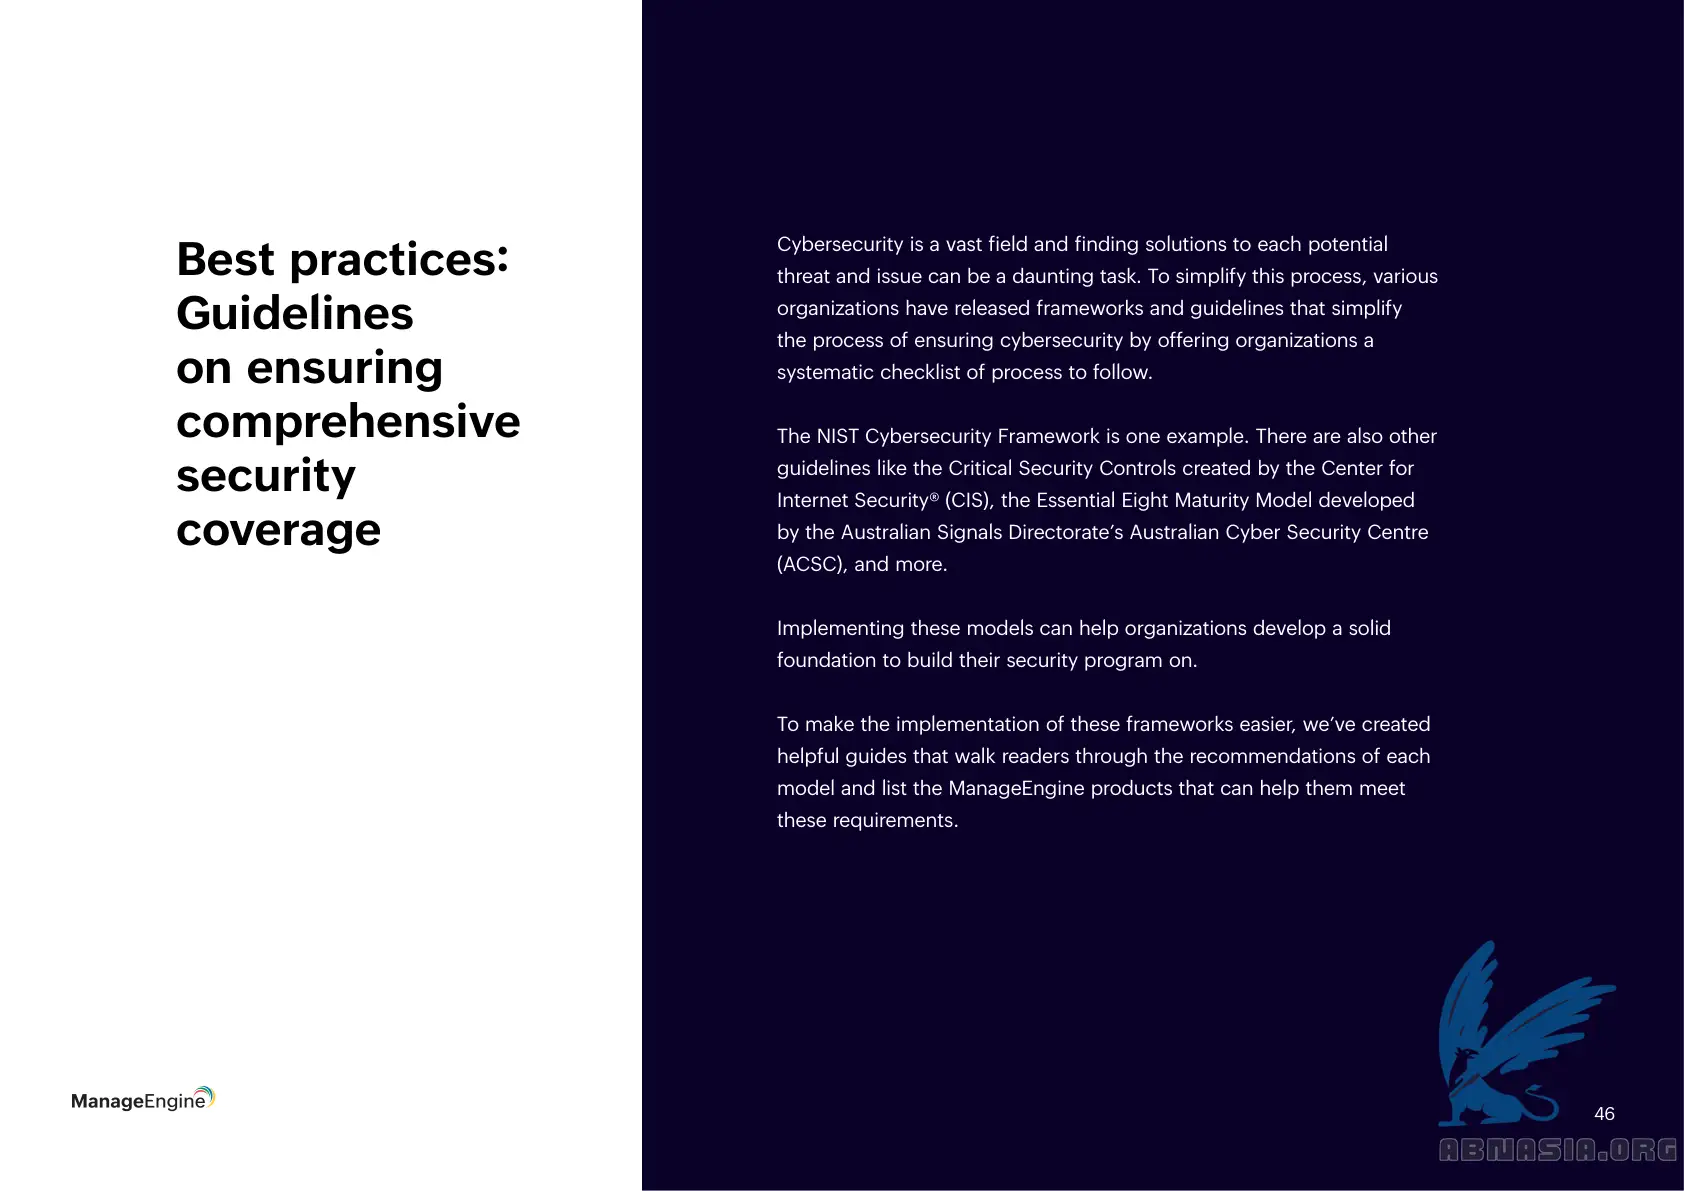 Best practices:
Guidelines
on ensuring
comprehensive
security
coverage
Cybersecurity is a vast field and finding solutions to each potential
threat and issue can be a daunting task. To simplify this process, various
organizations have released frameworks and guidelines that simplify
the process of ensuring cybersecurity by offering organizations a
systematic checklist of process to follow.
The NIST Cybersecurity Framework is one example. There are also other
guidelines like the Critical Security Controls created by the Center for
Internet Security® (CIS), the Essential Eight Maturity Model developed
by the Australian Signals Directorate’s Australian Cyber Security Centre
(ACSC), and more.
Implementing these models can help organizations develop a solid
foundation to build their security program on.
To make the implementation of these frameworks easier, we’ve created
helpful guides that walk readers through the recommendations of each
model and list the ManageEngine products that can help them meet
these requirements.
ManageEngine
46
ABNASIA.ORG